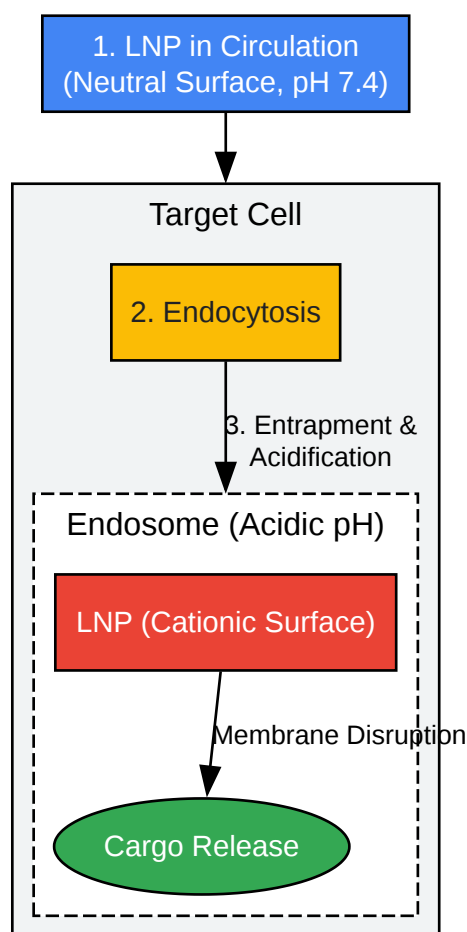 1. LNP in Circulation
(Neutral Surface, pH 7.4)
Target Cell
2. Endocytosis
3. Entrapment &
Acidification
Endosome (Acidic pH)
LNP (Cationic Surface)
Membrane Disruption
Cargo Release